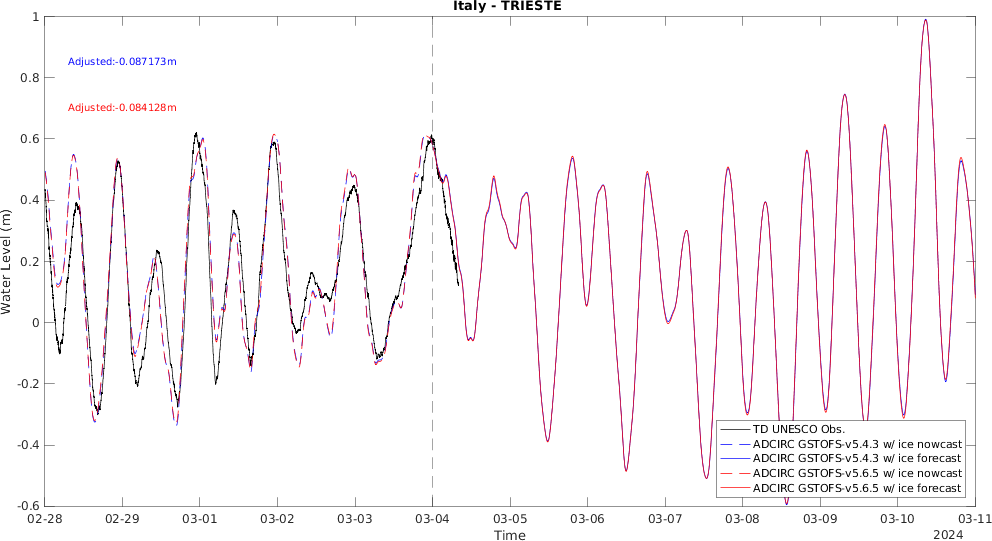 Italy - TRIESTE
Adjusted:-0.087173m
Adjusted:-0.084128m
Water Level (m)
1
0.8
0.6
0.4
0.2
0
-0.2
-0.4
-0.6
TD UNESCO Obs.
ADCIRC GSTOFS-v5.4.3 w/ ice nowcast
ADCIRC GSTOFS-v5.4.3 w/ ice forecast
ADCIRC GSTOFS-v5.6.5 w/ ice nowcast
ADCIRC GSTOFS-v5.6.5 w/ ice forecast
02-28 02-29 03-01 03-02 03-03 03-04 03-05 03-06 03-07 03-08 03-09 03-10 03-11
Time
2024